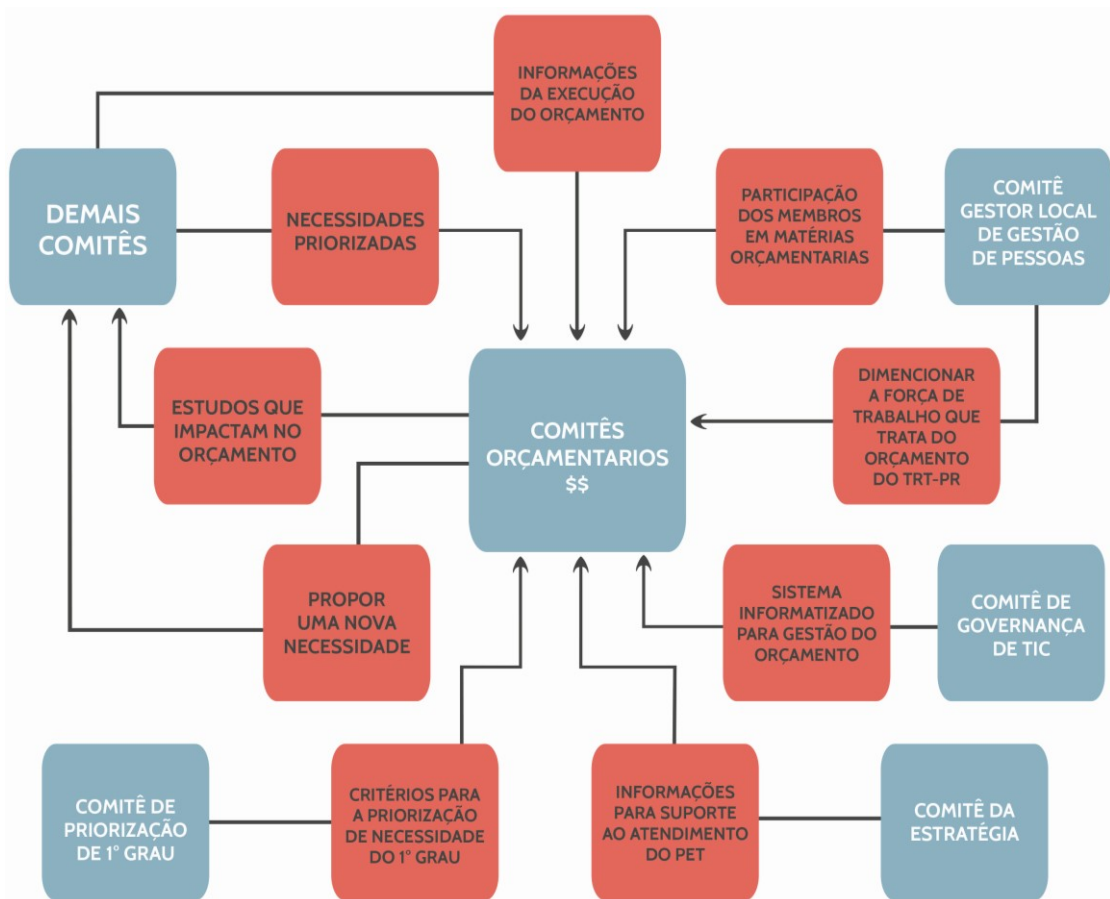 INFORMAÇÕES
DA EXECUÇÃO
DO ORÇAMENTO
DEMAIS
COMITÊS
NECESSIDADES
PRIORIZADAS
PARTICIPAÇÃO
DOS MEMBROS
EM MATÉRIAS
ORÇAMENTARIAS
COMITÊ
GESTOR LOCAL
DE GESTÃO
DE PESSOAS
ESTUDOS QUE
IMPACTAM NO
ORÇAMENTO
COMITÊS
ORÇAMENTARIOS
$$
DIMENCIONAR
A FORÇA DE
TRABALHO QUE
TRATA DO
ORÇAMENTO
DO TRT-PR
PROPOR
UMA NOVA
NECESSIDADE
SISTEMA
INFORMATIZADO
PARA GESTÃO DO
ORÇAMENTO
COMITÊ DE
GOVERNANÇA
DE TIC
COMITÊ DE
PRIORIZAÇÃO
DE 1° GRAU
CRITÉRIOS PARA
A PRIORIZAÇÃO
DE NECESSIDADE
DO 1° GRAU
INFORMAÇÕES
PARA SUPORTE
AO ATENDIMENTO
DO PET
COMITÊ DA
ESTRATÉGIA